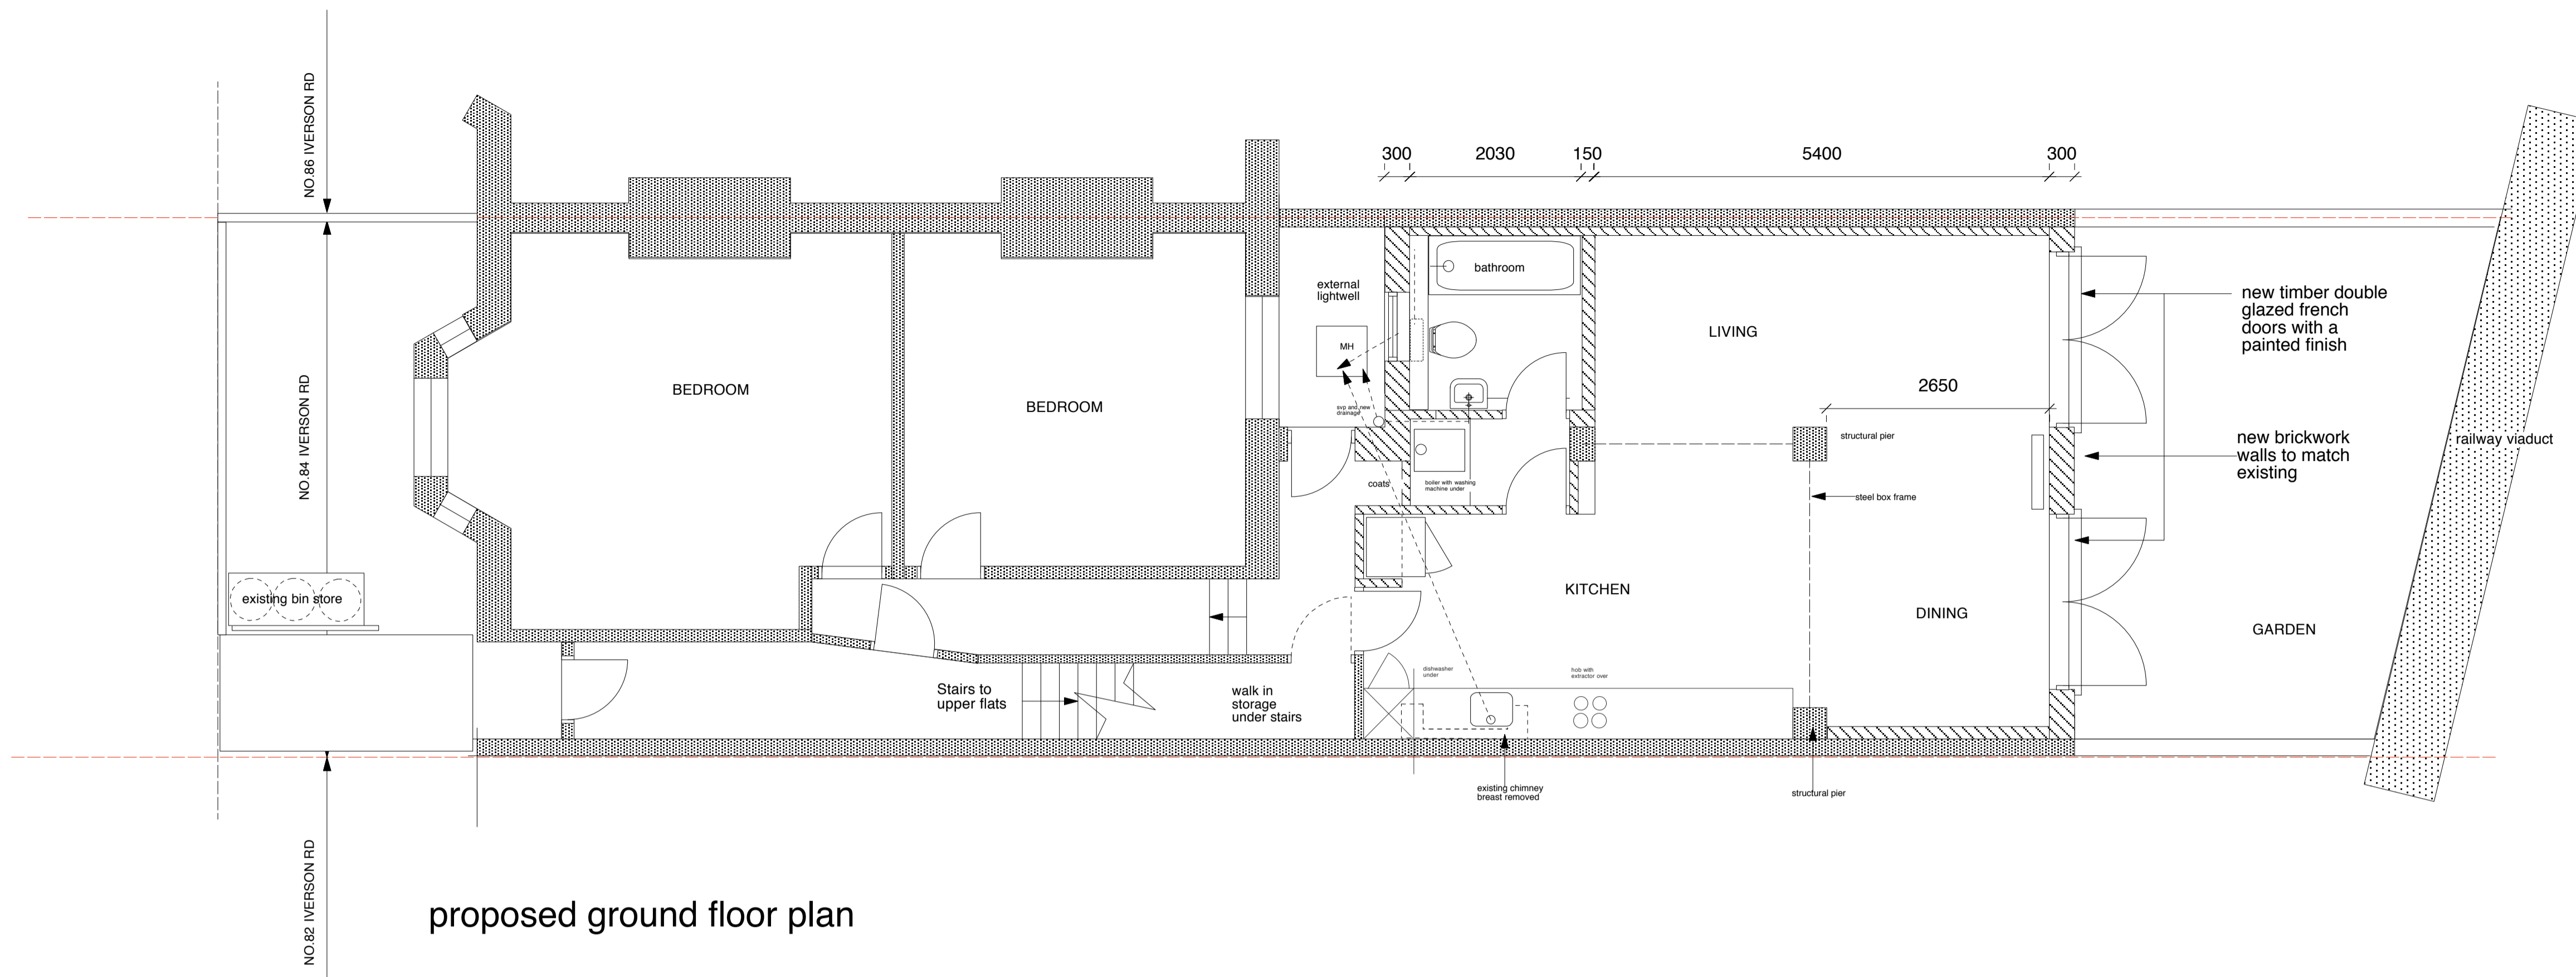 NO.86 IVERSON RD
300
2030
150
5400
300
external
lightwell
bathroom
MH
LIVING
new timber double
glazed french
doors with a
painted finish
BEDROOM
BEDROOM
NO.84 IVERSON RD
2650
svp and new
drainage
structural pier
new brickwork
walls to match
existing
railway viaduct
coats
boiler with washing
machine under
steel box frame
existing bin store
KITCHEN
DINING
GARDEN
Stairs to
upper flats
walk in
storage
under stairs
dishwasher
under
hob with
extractor over
existing chimney
breast removed
structural pier
NO.82 IVERSON RD
proposed ground floor plan